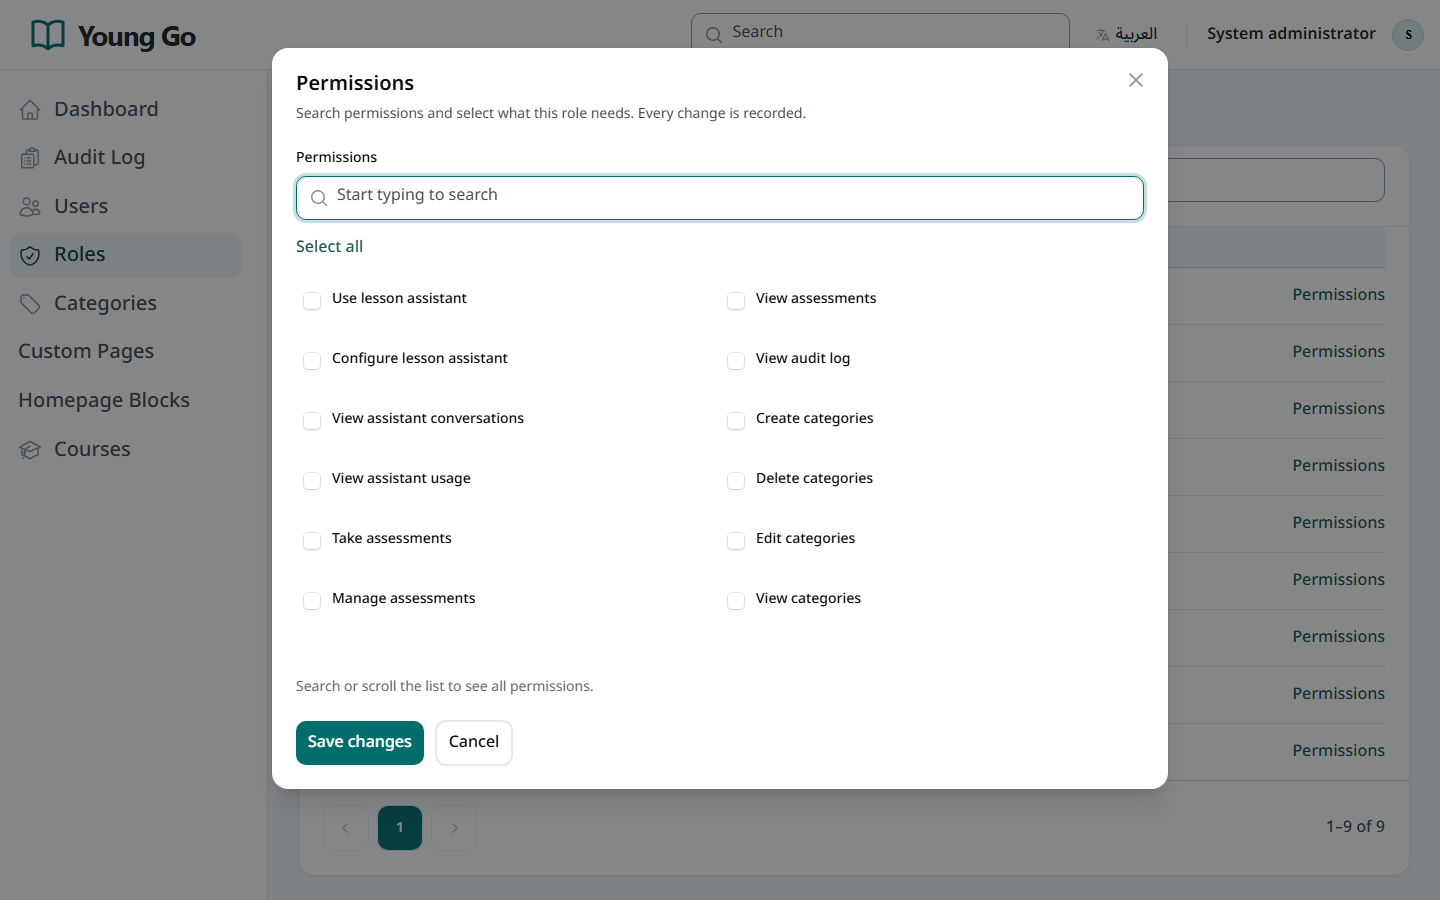 Young Go
Search
العربية
System administrator
S
Dashboard
Audit Log
Users
Roles
Categories
Custom Pages
Homepage Blocks
Courses
Permissions
Search permissions and select what this role needs. Every change is recorded.
Permissions
Start typing to search
Select all
Use lesson assistant
View assessments
Configure lesson assistant
View audit log
View assistant conversations
Create categories
View assistant usage
Delete categories
Take assessments
Edit categories
Manage assessments
View categories
Search or scroll the list to see all permissions.
Save changes
Cancel
Permissions
Permissions
Permissions
Permissions
Permissions
Permissions
Permissions
Permissions
Permissions
1
1–9 of 9